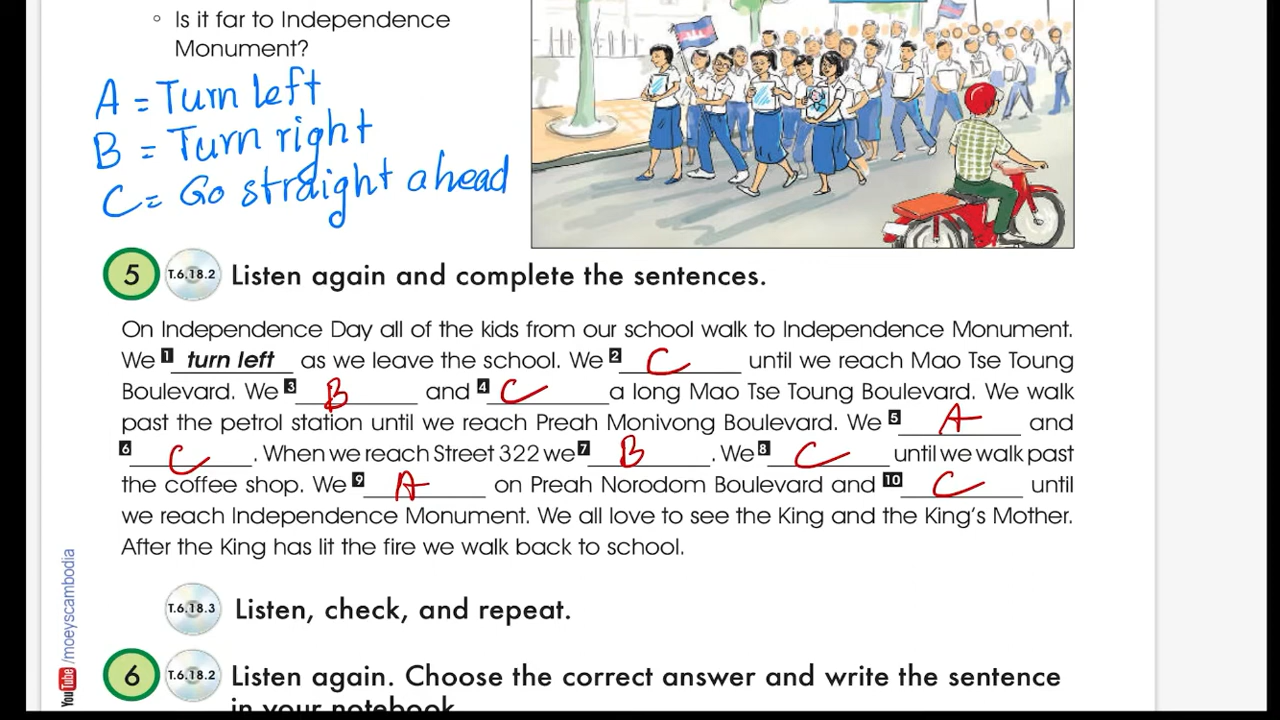 ° Is it far to Independence
Monument?
A = Turn left
B = Turn right
C = Go straight ahead
5 T.6.18.2 Listen again and complete the sentences.
On Independence Day all of the kids from our school walk to Independence Monument.
We 1 turn left as we leave the school. We 2 C until we reach Mao Tse Toung
Boulevard. We 3 B and 4 C a long Mao Tse Toung Boulevard. We walk
past the petrol station until we reach Preah Monivong Boulevard. We 5 A and
6 C . When we reach Street 322 we 7 B . We 8 C until we walk past
the coffee shop. We 9 A on Preah Norodom Boulevard and 10 C until
we reach Independence Monument. We all love to see the King and the King's Mother.
After the King has lit the fire we walk back to school.
T.6.18.3 Listen, check, and repeat.
6 T.6.18.2 Listen again. Choose the correct answer and write the sentence
in your notebook
YouTube /moeyscambodia